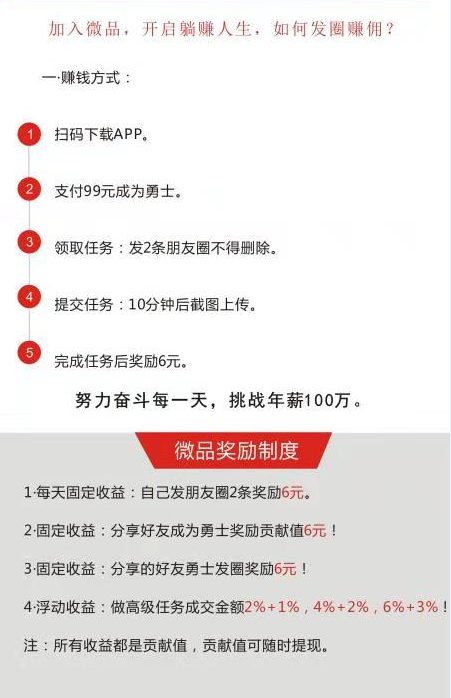 加入微品，开启躺赚人生，如何发圈赚佣？
一·赚钱方式：
1 扫码下载APP。
2 支付99元成为勇士。
3 领取任务：发2条朋友圈不得删除。
4 提交任务：10分钟后截图上传。
5 完成任务后奖励6元。
努力奋斗每一天，挑战年薪100万。
微品奖励制度
1·每天固定收益：自己发朋友圈2条奖励6元。
2·固定收益：分享好友成为勇士奖励贡献值6元！
3·固定收益：分享的好友勇士发圈奖励6元！
4·浮动收益：做高级任务成交金额2%+1%，4%+2%，6%+3%！
注：所有收益都是贡献值，贡献值可随时提现。